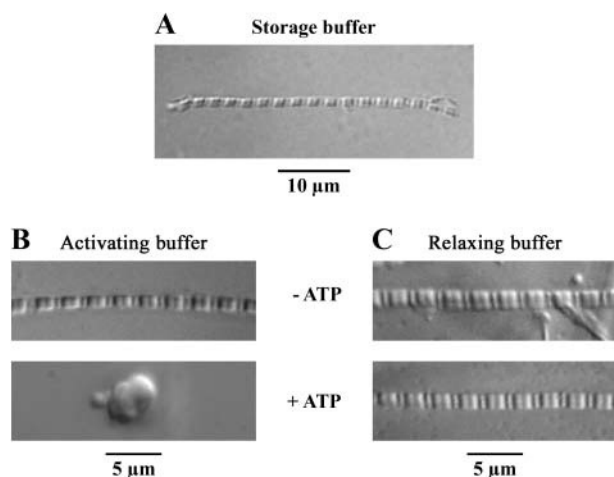 A
Storage buffer
10 µm
B
Activating buffer
C
Relaxing buffer
- ATP
+ ATP
5 µm
5 µm